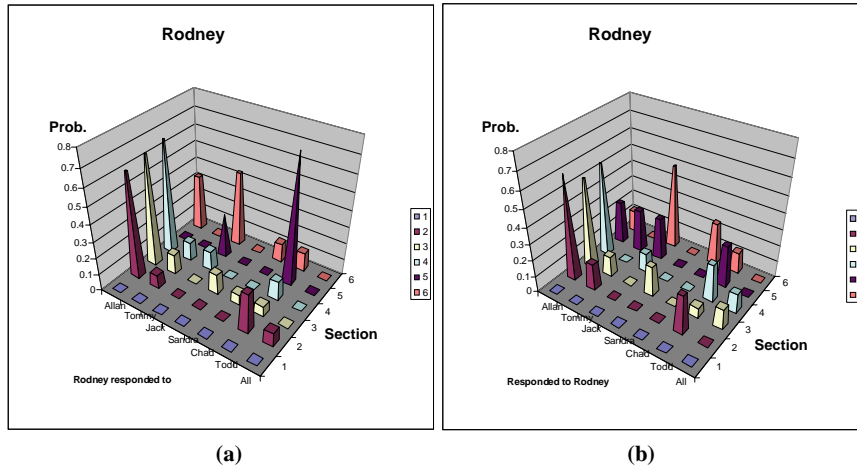 Rodney
Prob.
0.8
0.7
0.6
0.5
0.4
0.3
0.2
0.1
0
Allan
Tommy
Jack
Sandra
Chad
Todd
All
1
2
3
4
5
6
Section
Rodney responded to
1
2
3
4
5
6
(a)
Rodney
Prob.
0.8
0.7
0.6
0.5
0.4
0.3
0.2
0.1
0
Allan
Tommy
Jack
Sandra
Chad
Todd
All
1
2
3
4
5
6
Section
Responded to Rodney
(b)